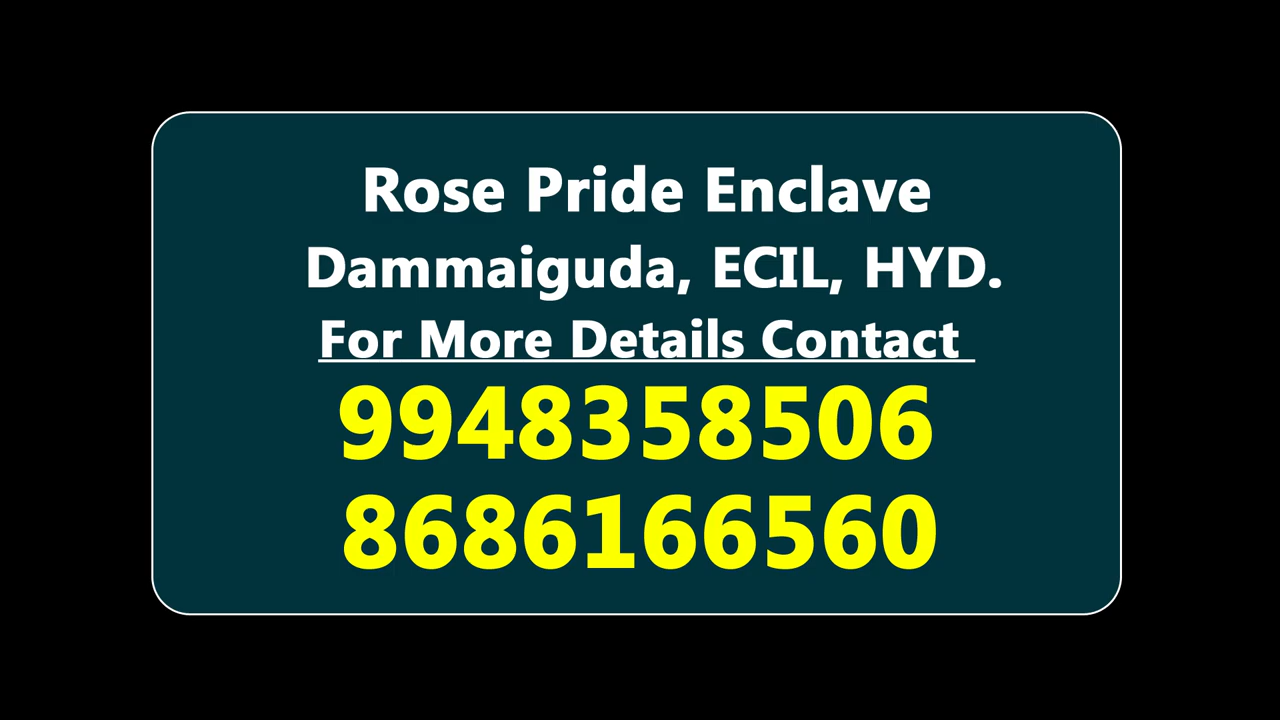 Rose Pride Enclave
Dammaiguda, ECIL, HYD.
For More Details Contact
9948358506
8686166560